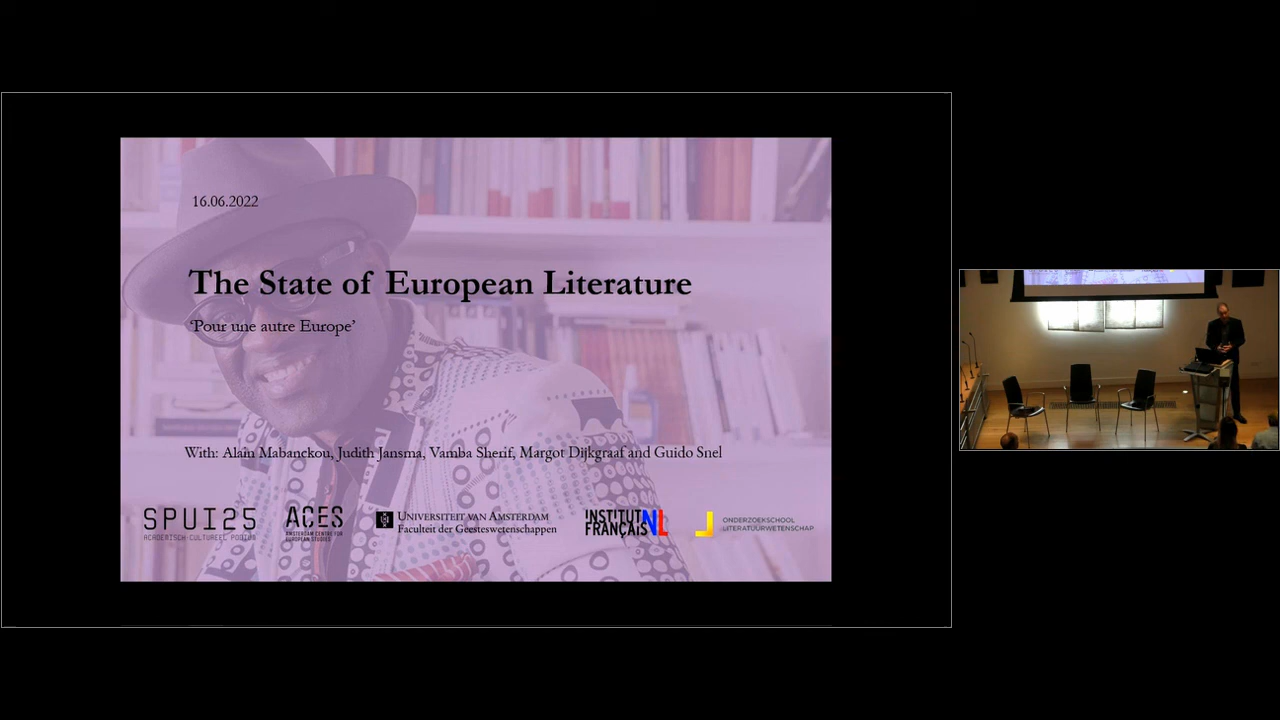 16.06.2022
The State of European Literature
‘Pour une autre Europe’
With: Alain Mabanckou, Judith Jansma, Vamba Sherif, Margot Dijkgraaf and Guido Snel
SPUI25
ACADEMISCH-CULTUREEL PODIUM
ACES
AMSTERDAM CENTRE FOR
EUROPEAN STUDIES
UNIVERSITEIT VAN AMSTERDAM
Faculteit der Geesteswetenschappen
INSTITUT
FRANÇAIS NL
ONDERZOEKSCHOOL
LITERATUURWETENSCHAP